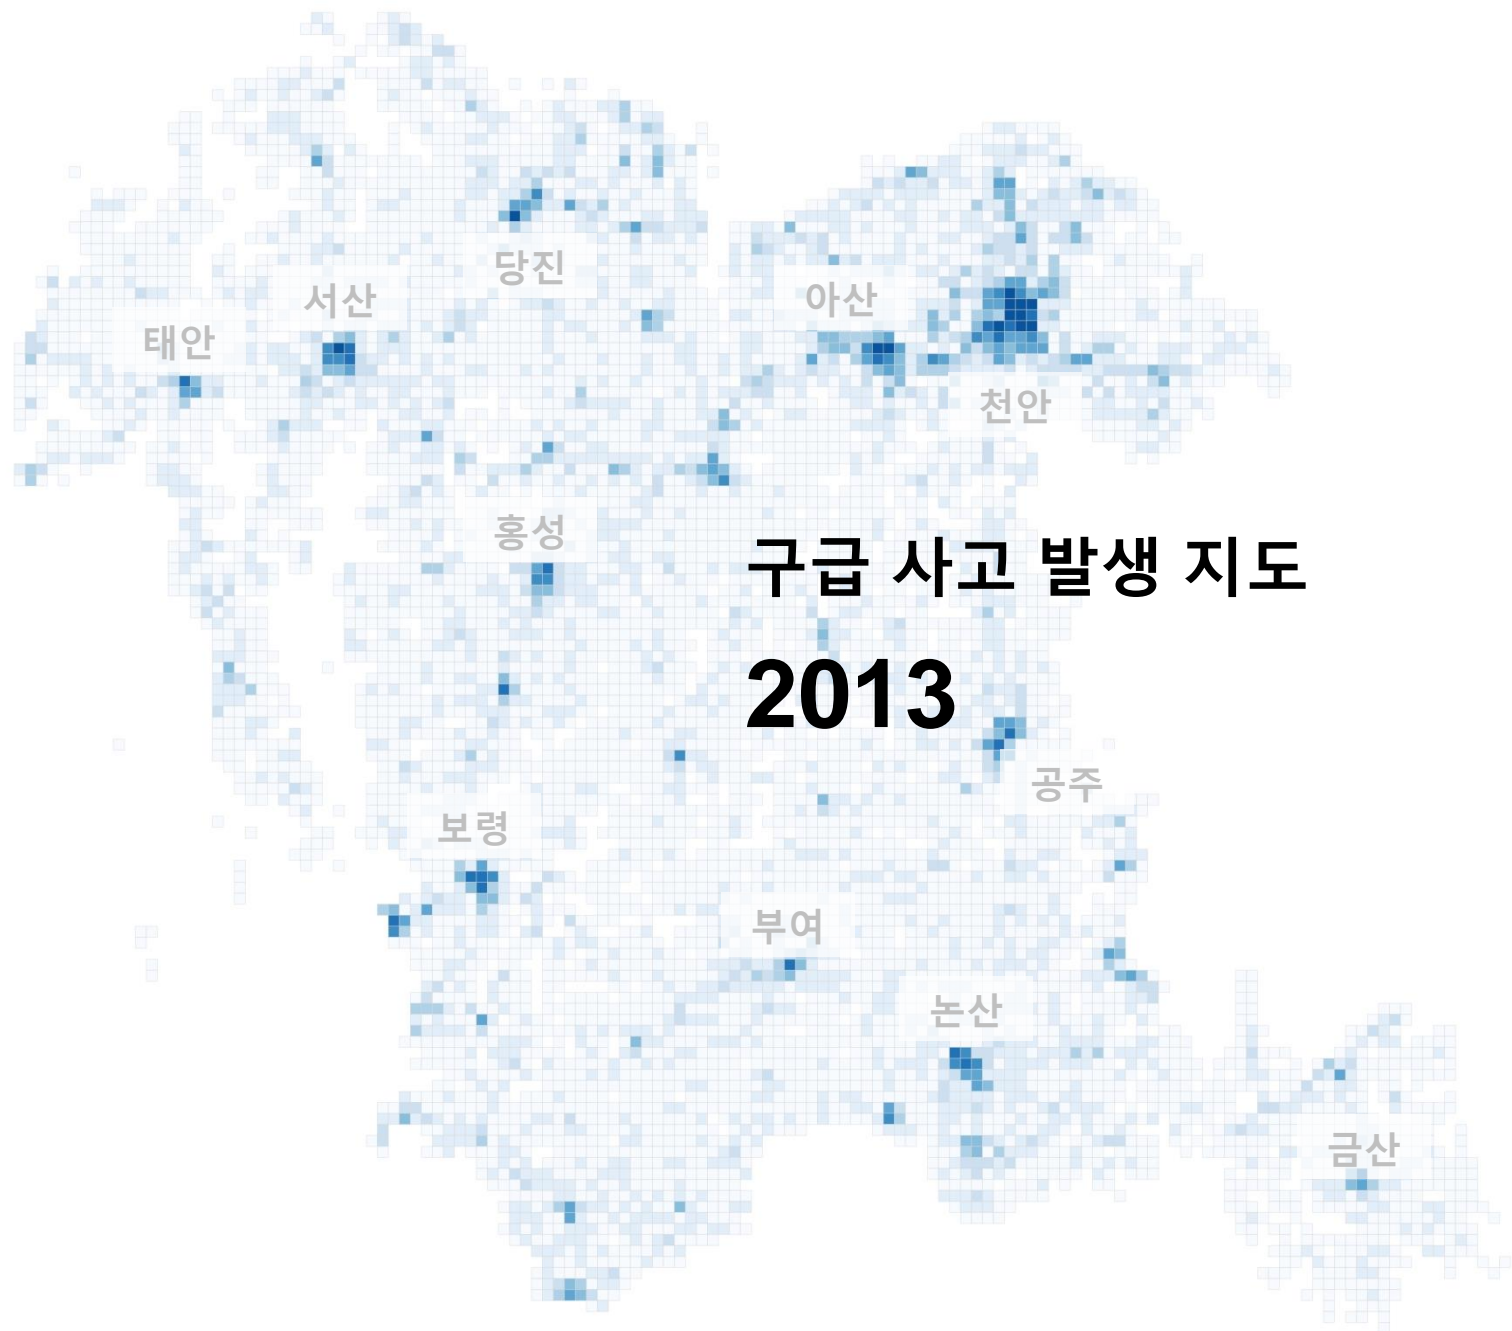 당진
서산
아산
태안
천안
홍성
구급 사고 발생 지도
2013
공주
보령
부여
논산
금산